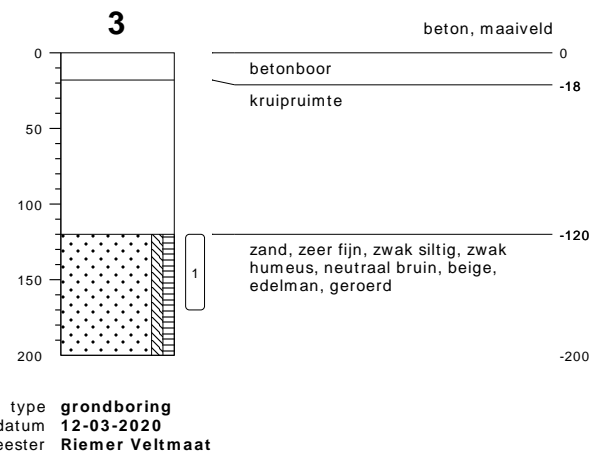 3
beton, maaiveld
0
0
betonboor
-18
kruipruimte
50
100
-120
zand, zeer fijn, zwak siltig, zwak
humeus, neutraal bruin, beige,
edelman, geroerd
1
150
200
-200
type grondboring
datum 12-03-2020
Riemer Veltmaat